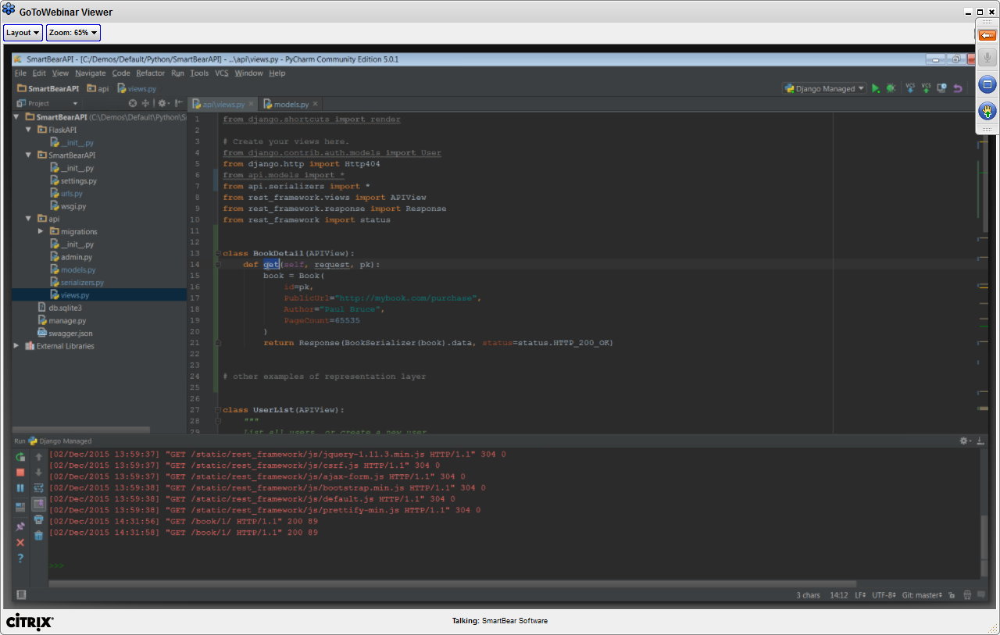 GoToWebinar Viewer
Layout
Zoom: 65%
SmartBearAPI - [C:/Demos/Default/Python/SmartBearAPI] - ...\api\views.py - PyCharm Community Edition 5.0.1
File Edit View Navigate Code Refactor Run Tools VCS Window Help
SmartBearAPI api views.py
Django Managed VCS VCS
Project
api\views.py models.py
SmartBearAPI (C:\Demos\Default\Python\S
FlaskAPI
__init__.py
SmartBearAPI
__init__.py
settings.py
urls.py
wsgi.py
api
migrations
__init__.py
admin.py
models.py
serializers.py
views.py
db.sqlite3
manage.py
swagger.json
External Libraries
1 from django.shortcuts import render
2
3 # Create your views here.
4 from django.contrib.auth.models import User
5 from django.http import Http404
6 from api.models import *
7 from api.serializers import *
8 from rest_framework.views import APIView
9 from rest_framework.response import Response
10 from rest_framework import status
11
12
13 class BookDetail(APIView):
14 def get(self, request, pk):
15 book = Book(
16 id=pk,
17 PublicUrl="http://mybook.com/purchase",
18 Author="Paul Bruce",
19 PageCount=65535
20 )
21 return Response(BookSerializer(book).data, status=status.HTTP_200_OK)
22
23
24 # other examples of representation layer
25
26
27 class UserList(APIView):
28 """
29 List all users, or create a new user
Run Django Managed
[02/Dec/2015 13:59:37] "GET /static/rest_framework/js/jquery-1.11.3.min.js HTTP/1.1" 304 0
[02/Dec/2015 13:59:37] "GET /static/rest_framework/js/csrf.js HTTP/1.1" 304 0
[02/Dec/2015 13:59:37] "GET /static/rest_framework/js/ajax-form.js HTTP/1.1" 304 0
[02/Dec/2015 13:59:38] "GET /static/rest_framework/js/bootstrap.min.js HTTP/1.1" 304 0
[02/Dec/2015 13:59:38] "GET /static/rest_framework/js/default.js HTTP/1.1" 304 0
[02/Dec/2015 13:59:38] "GET /static/rest_framework/js/prettify-min.js HTTP/1.1" 304 0
[02/Dec/2015 14:31:56] "GET /book/1/ HTTP/1.1" 200 89
[02/Dec/2015 14:31:58] "GET /book/1/ HTTP/1.1" 200 89
>>>
3 chars 14:12 LF UTF-8 Git: master
CITRIX
Talking: SmartBear Software